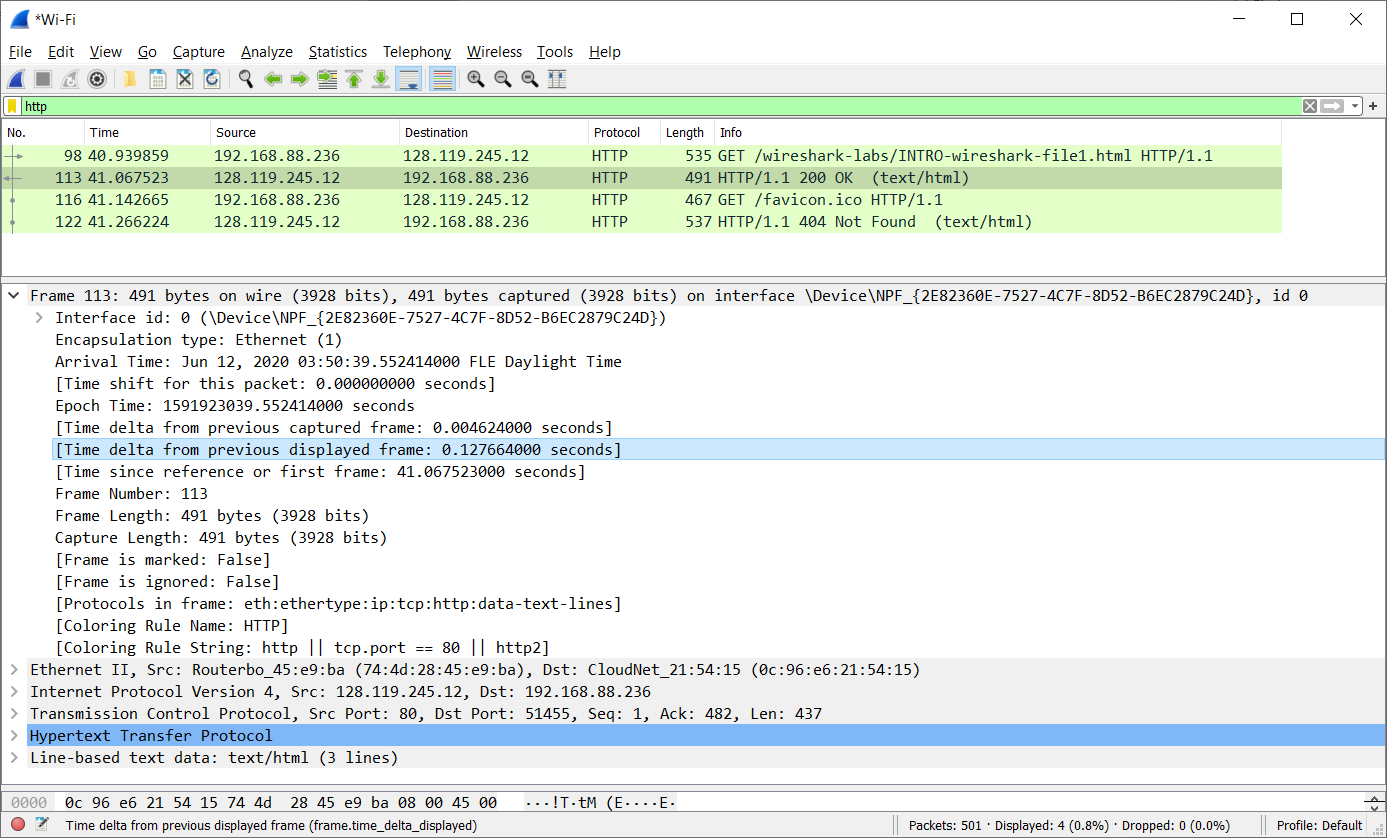 *Wi-Fi
File Edit View Go Capture Analyze Statistics Telephony Wireless Tools Help
http
No. Time Source Destination Protocol Length Info
98 40.939859 192.168.88.236 128.119.245.12 HTTP 535 GET /wireshark-labs/INTRO-wireshark-file1.html HTTP/1.1
113 41.067523 128.119.245.12 192.168.88.236 HTTP 491 HTTP/1.1 200 OK (text/html)
116 41.142665 192.168.88.236 128.119.245.12 HTTP 467 GET /favicon.ico HTTP/1.1
122 41.266224 128.119.245.12 192.168.88.236 HTTP 537 HTTP/1.1 404 Not Found (text/html)
Frame 113: 491 bytes on wire (3928 bits), 491 bytes captured (3928 bits) on interface \Device\NPF_{2E82360E-7527-4C7F-8D52-B6EC2879C24D}, id 0
Interface id: 0 (\Device\NPF_{2E82360E-7527-4C7F-8D52-B6EC2879C24D})
Encapsulation type: Ethernet (1)
Arrival Time: Jun 12, 2020 03:50:39.552414000 FLE Daylight Time
[Time shift for this packet: 0.000000000 seconds]
Epoch Time: 1591923039.552414000 seconds
[Time delta from previous captured frame: 0.004624000 seconds]
[Time delta from previous displayed frame: 0.127664000 seconds]
[Time since reference or first frame: 41.067523000 seconds]
Frame Number: 113
Frame Length: 491 bytes (3928 bits)
Capture Length: 491 bytes (3928 bits)
[Frame is marked: False]
[Frame is ignored: False]
[Protocols in frame: eth:ethertype:ip:tcp:http:data-text-lines]
[Coloring Rule Name: HTTP]
[Coloring Rule String: http || tcp.port == 80 || http2]
Ethernet II, Src: Routerbo_45:e9:ba (74:4d:28:45:e9:ba), Dst: CloudNet_21:54:15 (0c:96:e6:21:54:15)
Internet Protocol Version 4, Src: 128.119.245.12, Dst: 192.168.88.236
Transmission Control Protocol, Src Port: 80, Dst Port: 51455, Seq: 1, Ack: 482, Len: 437
Hypertext Transfer Protocol
Line-based text data: text/html (3 lines)
0000 0c 96 e6 21 54 15 74 4d 28 45 e9 ba 08 00 45 00 ···!T·tM (E····E·
Time delta from previous displayed frame (frame.time_delta_displayed) Packets: 501 · Displayed: 4 (0.8%) · Dropped: 0 (0.0%) Profile: Default